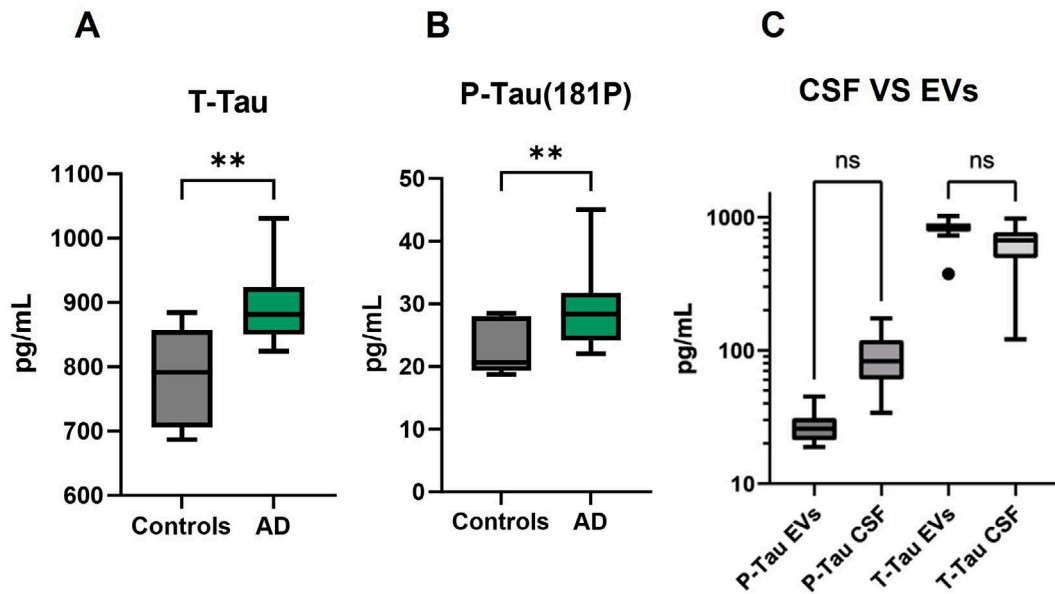 A
T-Tau
**
pg/mL
1100
1000
900
800
700
600
Controls
AD
B
P-Tau(181P)
**
pg/mL
50
40
30
20
10
0
Controls
AD
C
CSF VS EVs
ns
ns
pg/mL
1000
100
10
P-Tau EVs
P-Tau CSF
T-Tau EVs
T-Tau CSF